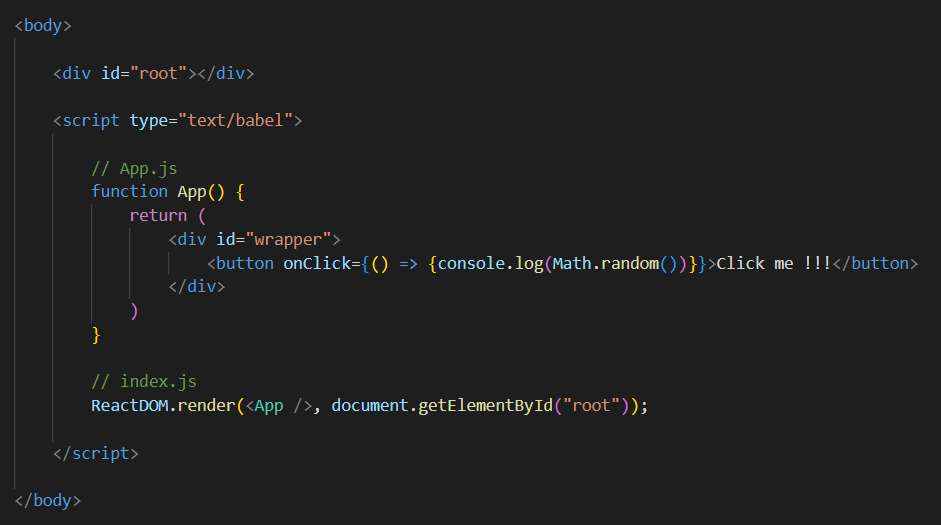 <body>
<div id="root"></div>
<script type="text/babel">
// App.js
function App() {
return (
<div id="wrapper">
<button onClick={() => {console.log(Math.random())}}>Click me !!!</button>
</div>
)
}
// index.js
ReactDOM.render(<App />, document.getElementById("root"));
</script>
</body>